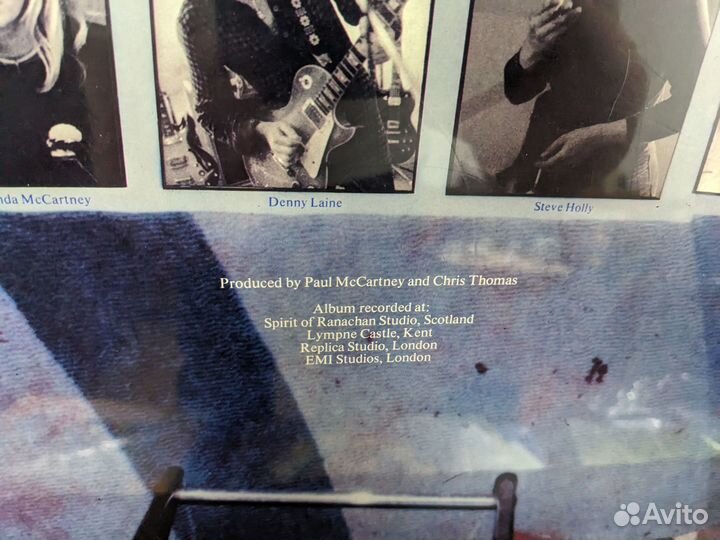 nda McCartney
Denny Laine
Steve Holly
Produced by Paul McCartney and Chris Thomas
Album recorded at:
Spirit of Ranachan Studio, Scotland
Lympne Castle, Kent
Replica Studio, London
EMI Studios, London
Avito